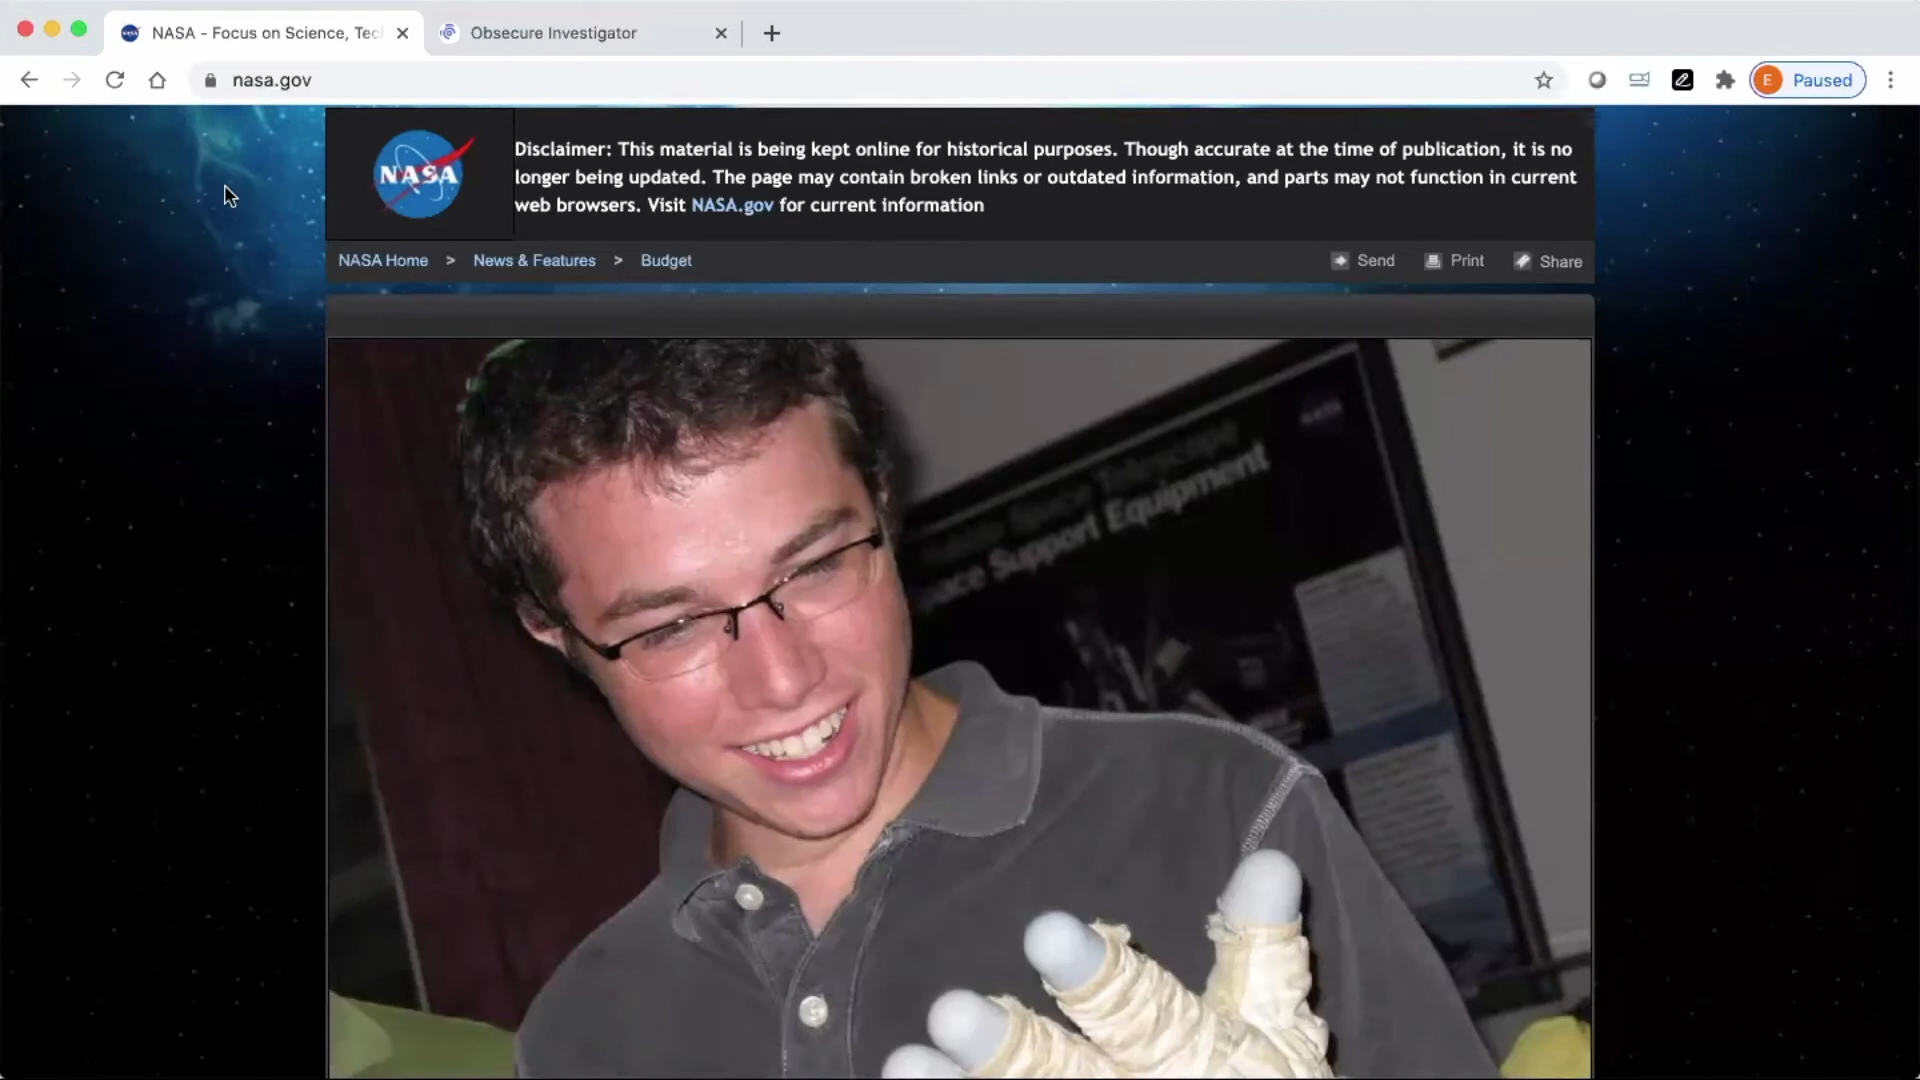 NASA - Focus on Science, Tec
Obsecure Investigator
nasa.gov
E Paused
NASA
Disclaimer: This material is being kept online for historical purposes. Though accurate at the time of publication, it is no
longer being updated. The page may contain broken links or outdated information, and parts may not function in current
web browsers. Visit NASA.gov for current information
NASA Home > News & Features > Budget
Send Print Share
Space Telescope
Space Support Equipment